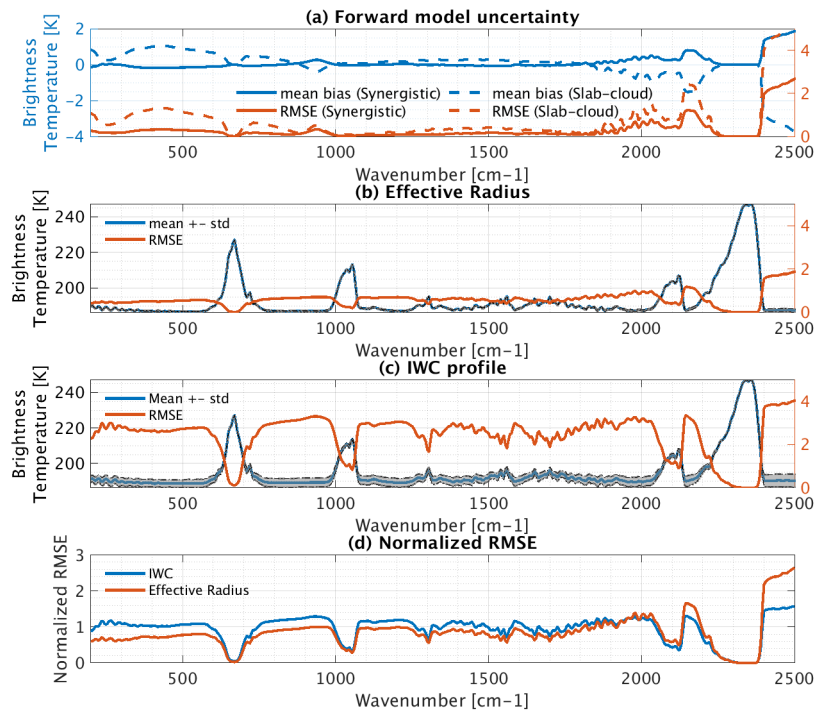 (a) Forward model uncertainty
Brightness
Temperature [K]
2
0
-2
-4
4
2
0
mean bias (Synergistic)
mean bias (Slab-cloud)
RMSE (Synergistic)
RMSE (Slab-cloud)
500
1000
1500
2000
2500
Wavenumber [cm-1]
(b) Effective Radius
Brightness
Temperature [K]
240
220
200
4
2
0
mean +- std
RMSE
500
1000
1500
2000
2500
Wavenumber [cm-1]
(c) IWC profile
Brightness
Temperature [K]
240
220
200
4
2
0
Mean +- std
RMSE
500
1000
1500
2000
2500
Wavenumber [cm-1]
(d) Normalized RMSE
Normalized RMSE
3
2
1
0
IWC
Effective Radius
500
1000
1500
2000
2500
Wavenumber [cm-1]